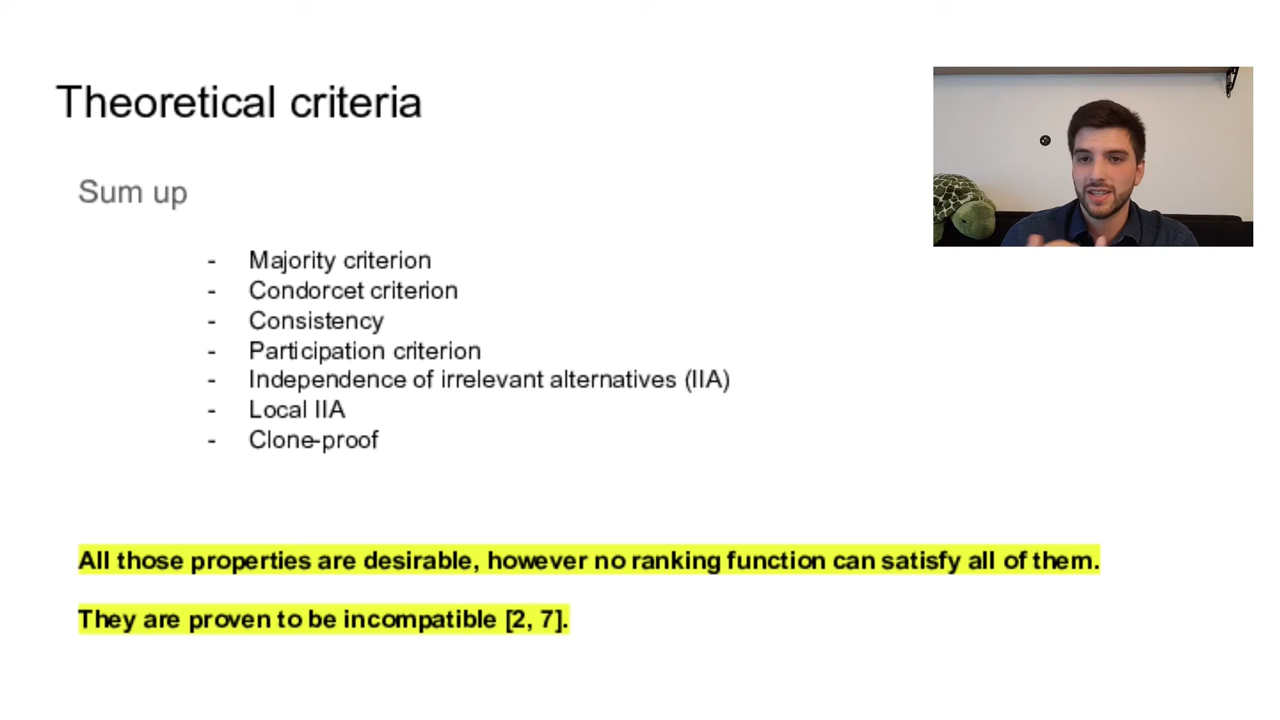 Theoretical criteria
Sum up
- Majority criterion
- Condorcet criterion
- Consistency
- Participation criterion
- Independence of irrelevant alternatives (IIA)
- Local IIA
- Clone-proof
All those properties are desirable, however no ranking function can satisfy all of them.
They are proven to be incompatible [2, 7].